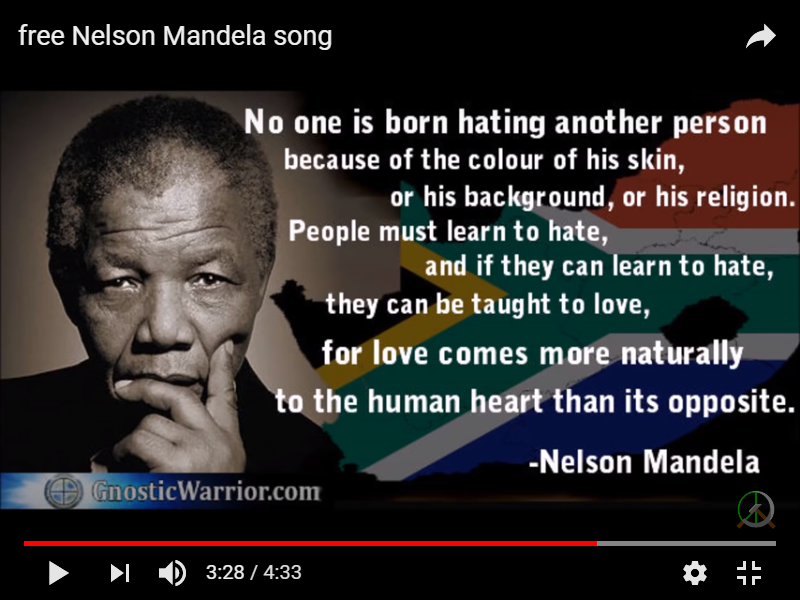 free Nelson Mandela song
No one is born hating another person
because of the colour of his skin,
or his background, or his religion.
People must learn to hate,
and if they can learn to hate,
they can be taught to love,
for love comes more naturally
to the human heart than its opposite.
-Nelson Mandela
GnosticWarrior.com
3:28 / 4:33